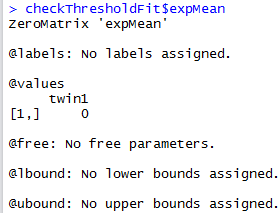 > checkThresholdFit$expMean
ZeroMatrix 'expMean'
@labels: No labels assigned.
@values
twin1
[1,] 0
@free: No free parameters.
@lbound: No lower bounds assigned.
@ubound: No upper bounds assigned.